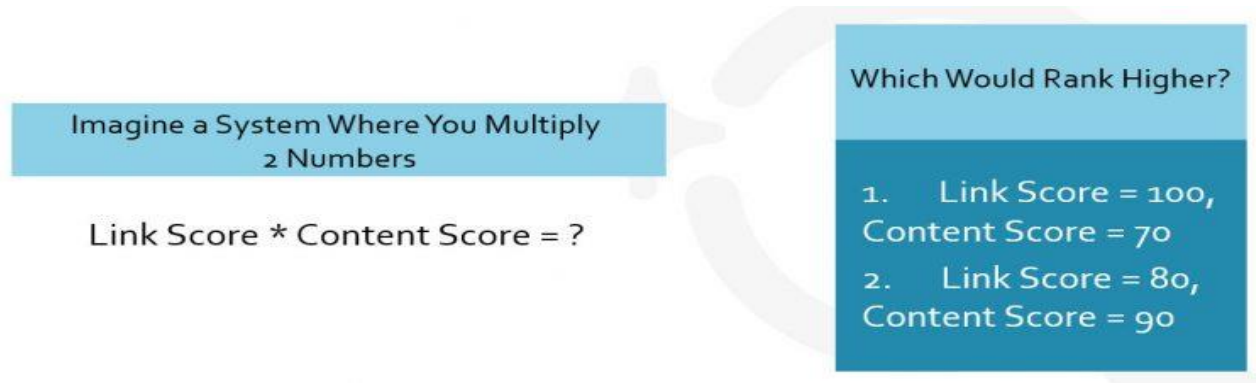 Imagine a System Where You Multiply
2 Numbers
Link Score * Content Score = ?
Which Would Rank Higher?
1. Link Score = 100,
Content Score = 70
2. Link Score = 80,
Content Score = 90